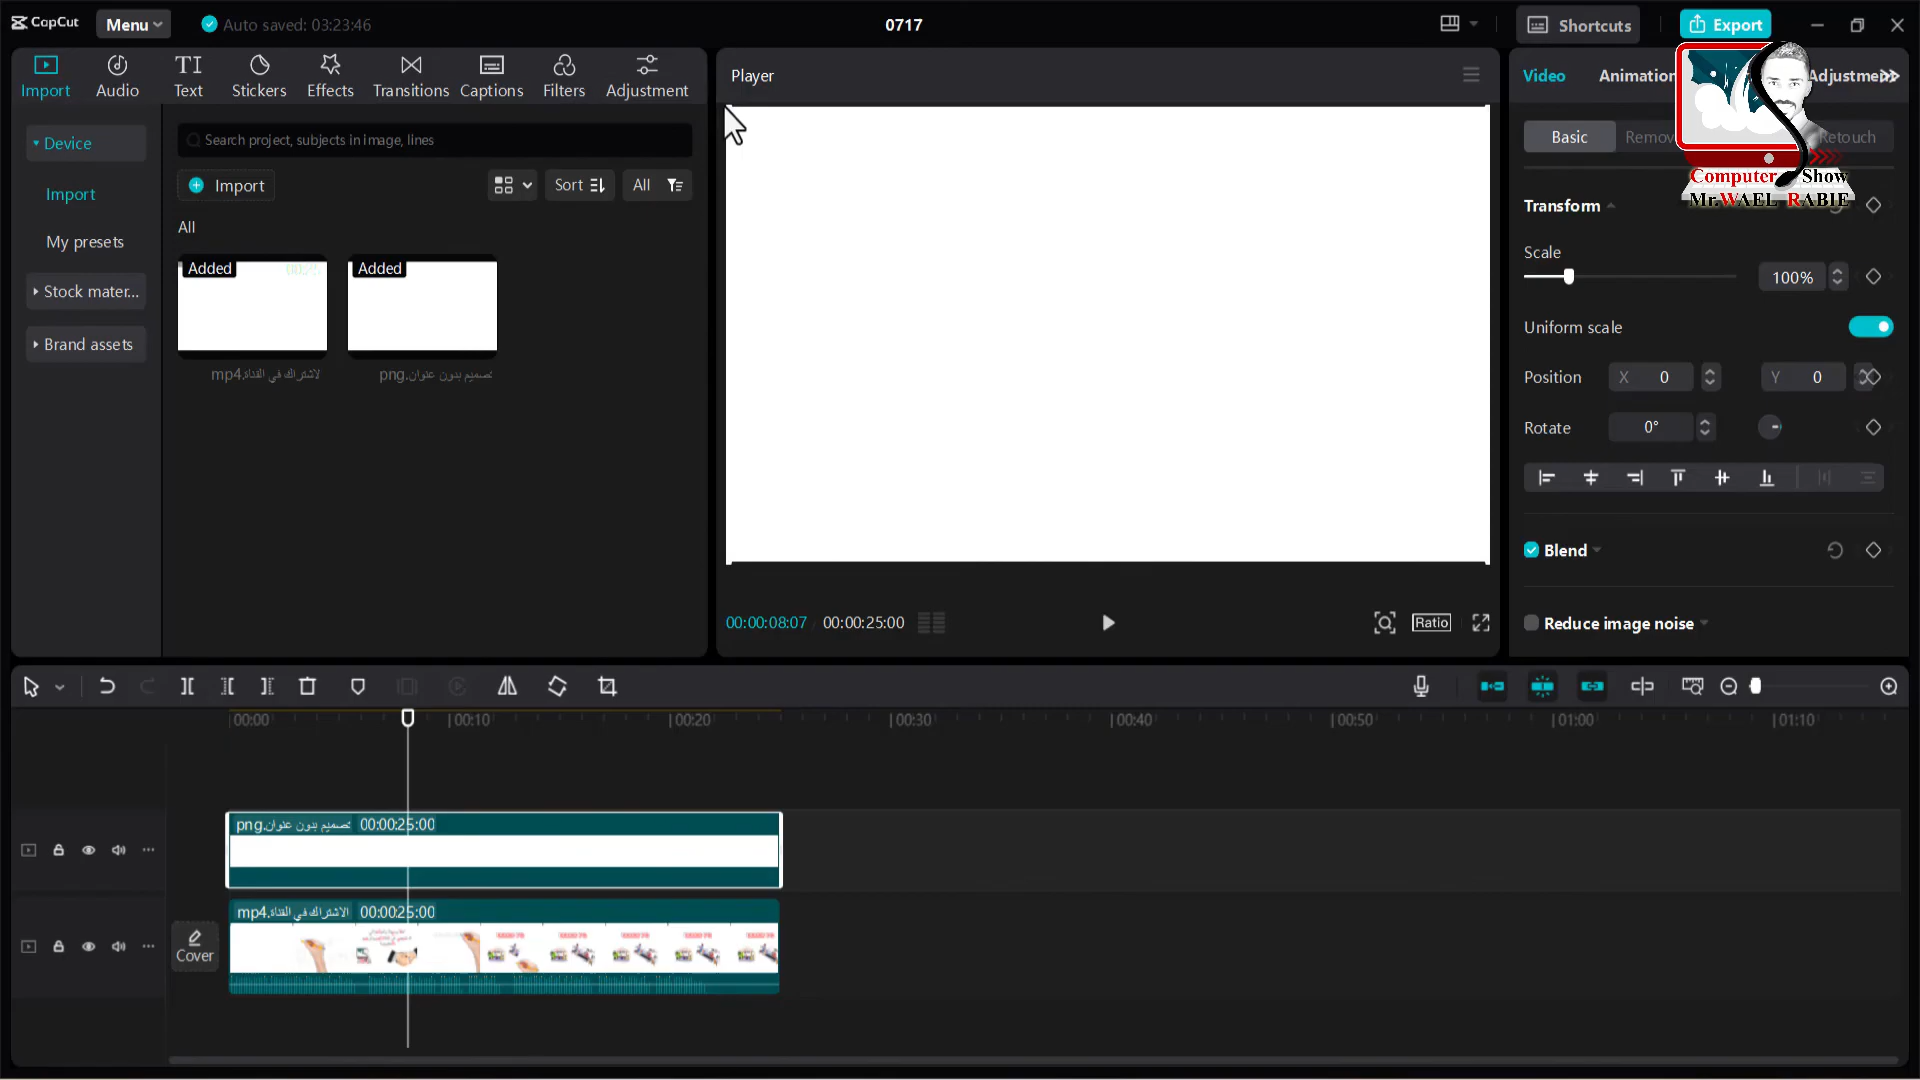 CapCut
Menu
Auto saved: 03:23:46
0717
Shortcuts
Export
Import
Audio
Text
Stickers
Effects
Transitions
Captions
Filters
Adjustment
Device
Import
My presets
Stock mater...
Brand assets
Search project, subjects in image, lines
Import
Sort
All
All
Added
00:25
Added
الاشتراك في القناة.mp4
تصميم بدون عنوان.png
Player
00:00:08:07
00:00:25:00
Ratio
Video
Animation
Adjustment
Basic
Retouch
Computer Show
Mr.WAEL RABIE
Transform
Scale
100%
Uniform scale
Position
X 0
Y 0
Rotate
0°
Blend
Reduce image noise
00:00
00:10
00:20
00:30
00:40
00:50
01:00
01:10
تصميم بدون عنوان.png 00:00:25:00
الاشتراك في القناة.mp4 00:00:25:00
Cover